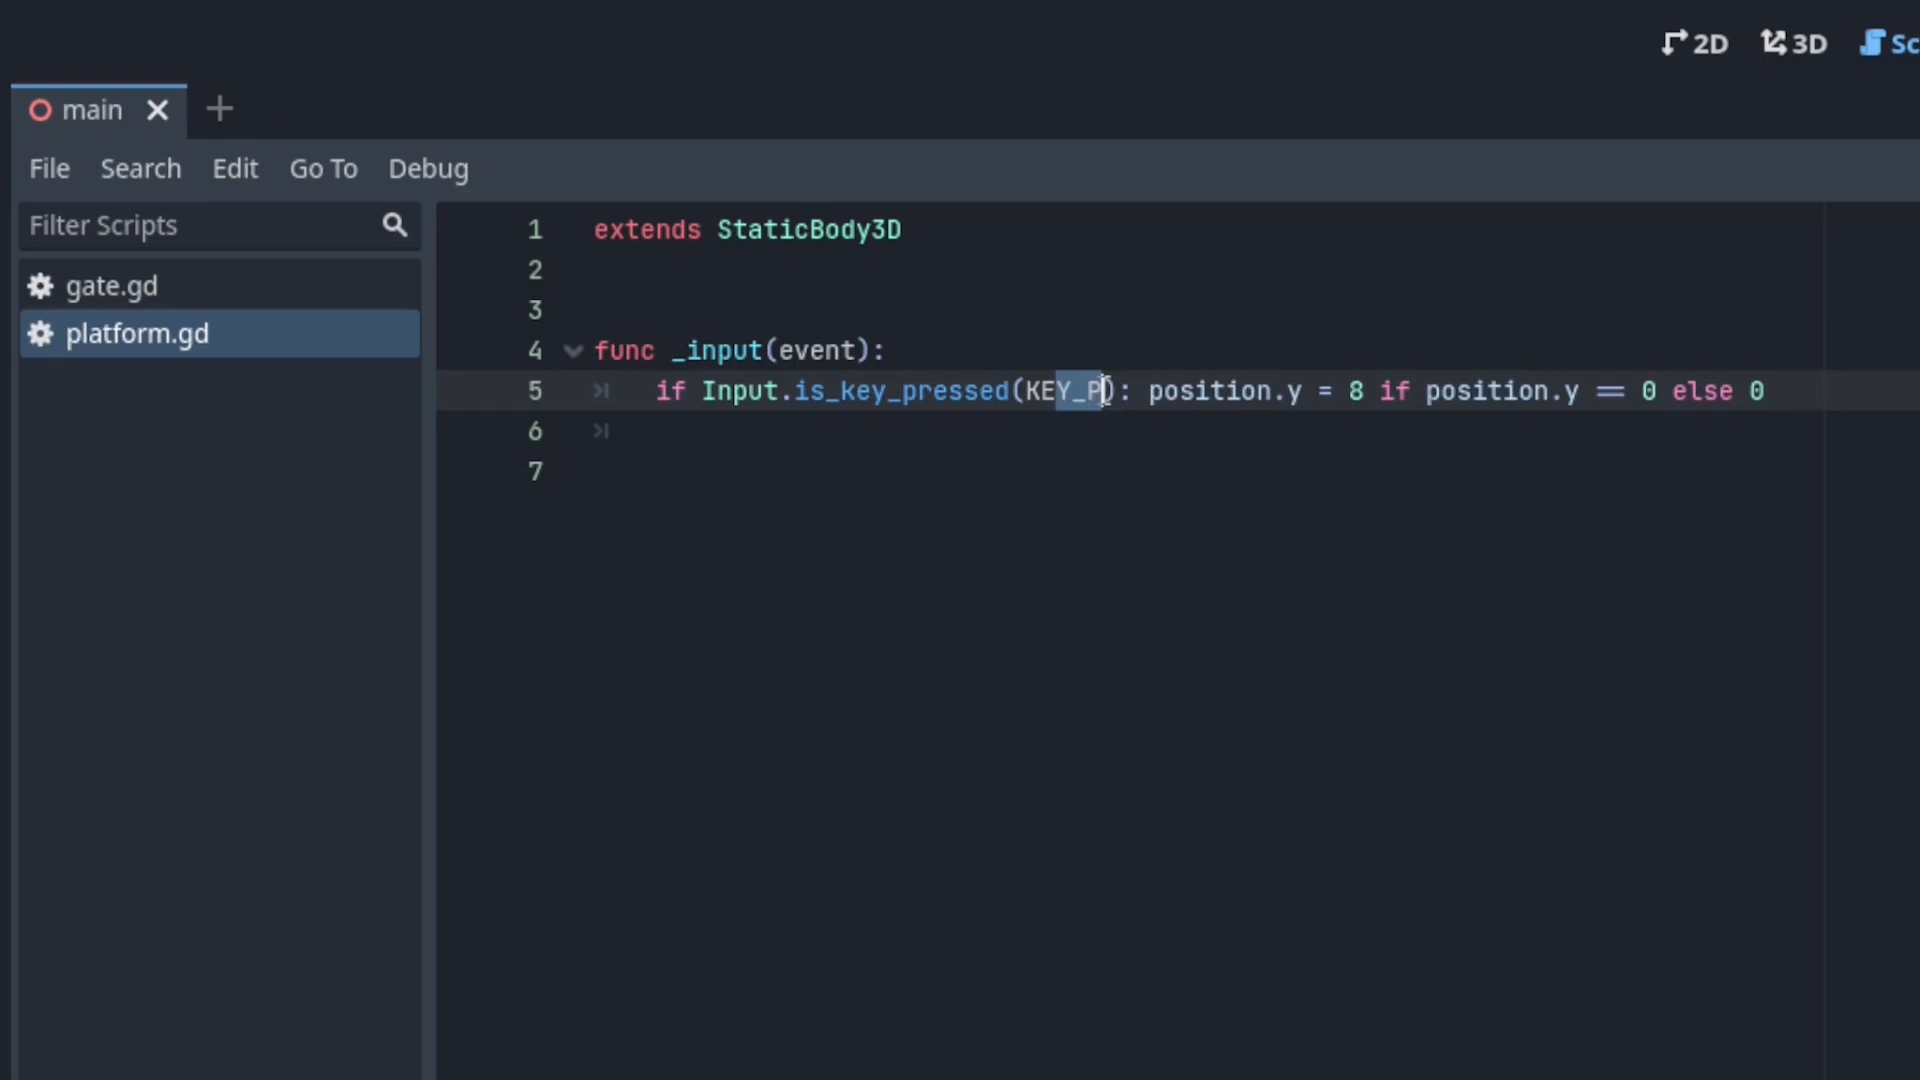 2D 3D Sc
main
File Search Edit Go To Debug
Filter Scripts
gate.gd
platform.gd
1 extends StaticBody3D
2
3
4 func _input(event):
5 if Input.is_key_pressed(KEY_P): position.y = 8 if position.y == 0 else 0
6
7